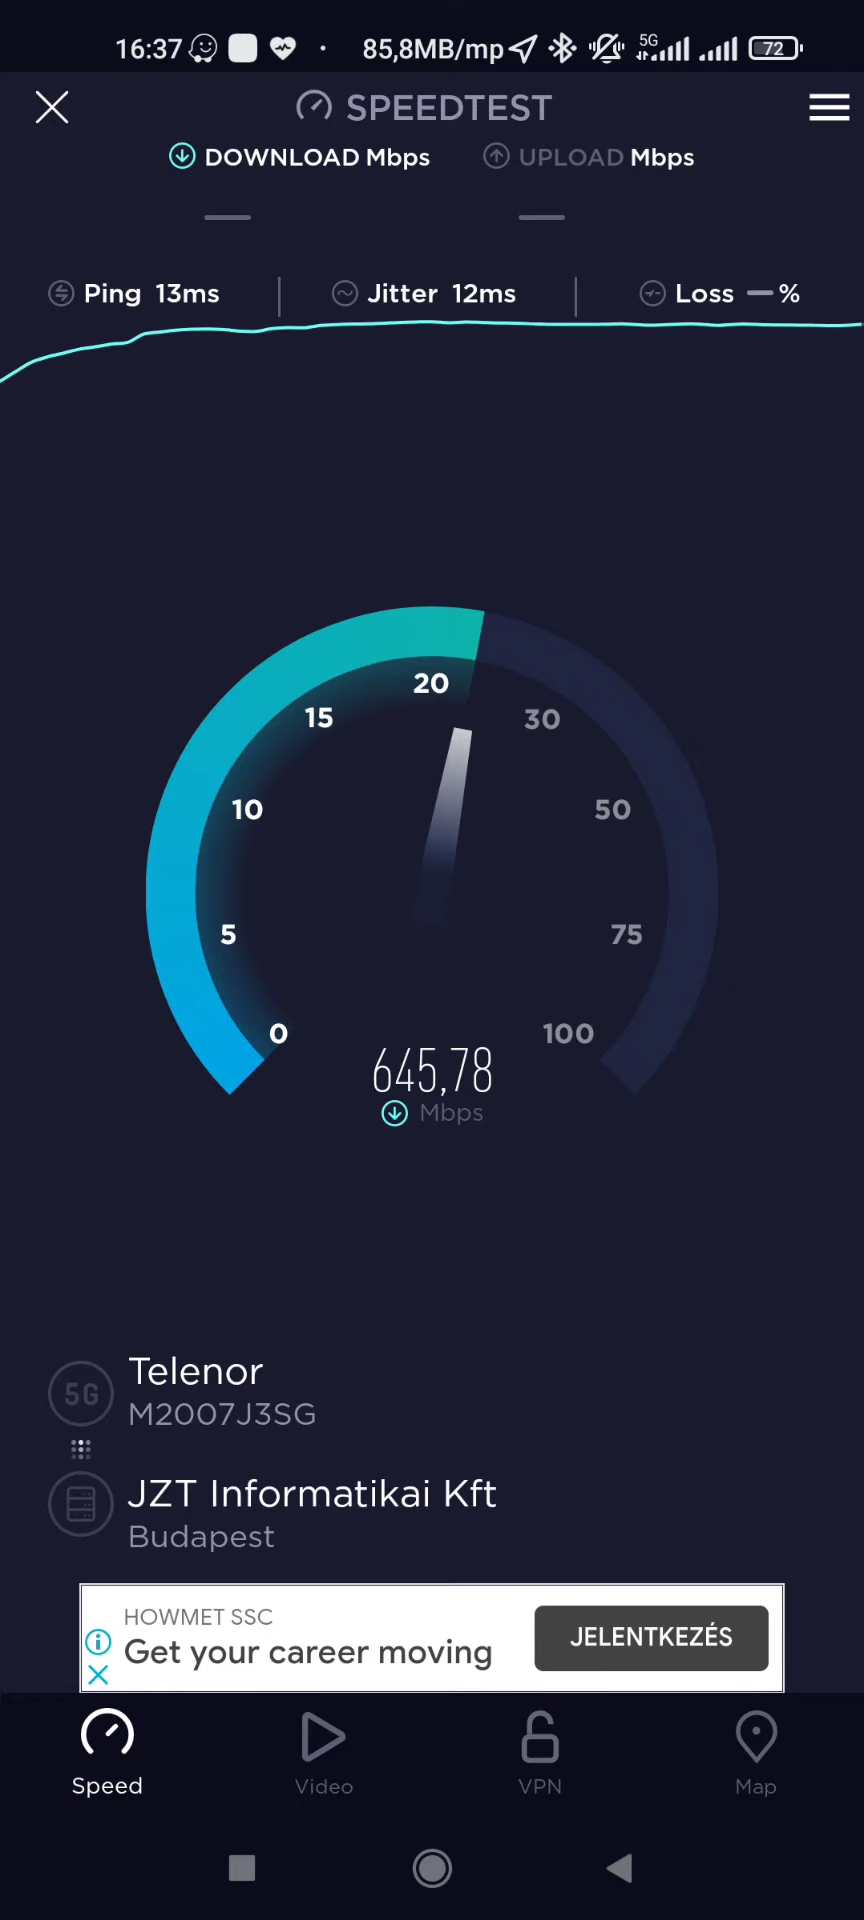 16:37 85,8MB/mp 5G 72
SPEEDTEST
DOWNLOAD Mbps UPLOAD Mbps
Ping 13ms Jitter 12ms Loss — %
20
15 30
10 50
5 75
0 100
645,78
Mbps
5G Telenor
M2007J3SG
JZT Informatikai Kft
Budapest
HOWMET SSC
Get your career moving
JELENTKEZÉS
Speed Video VPN Map